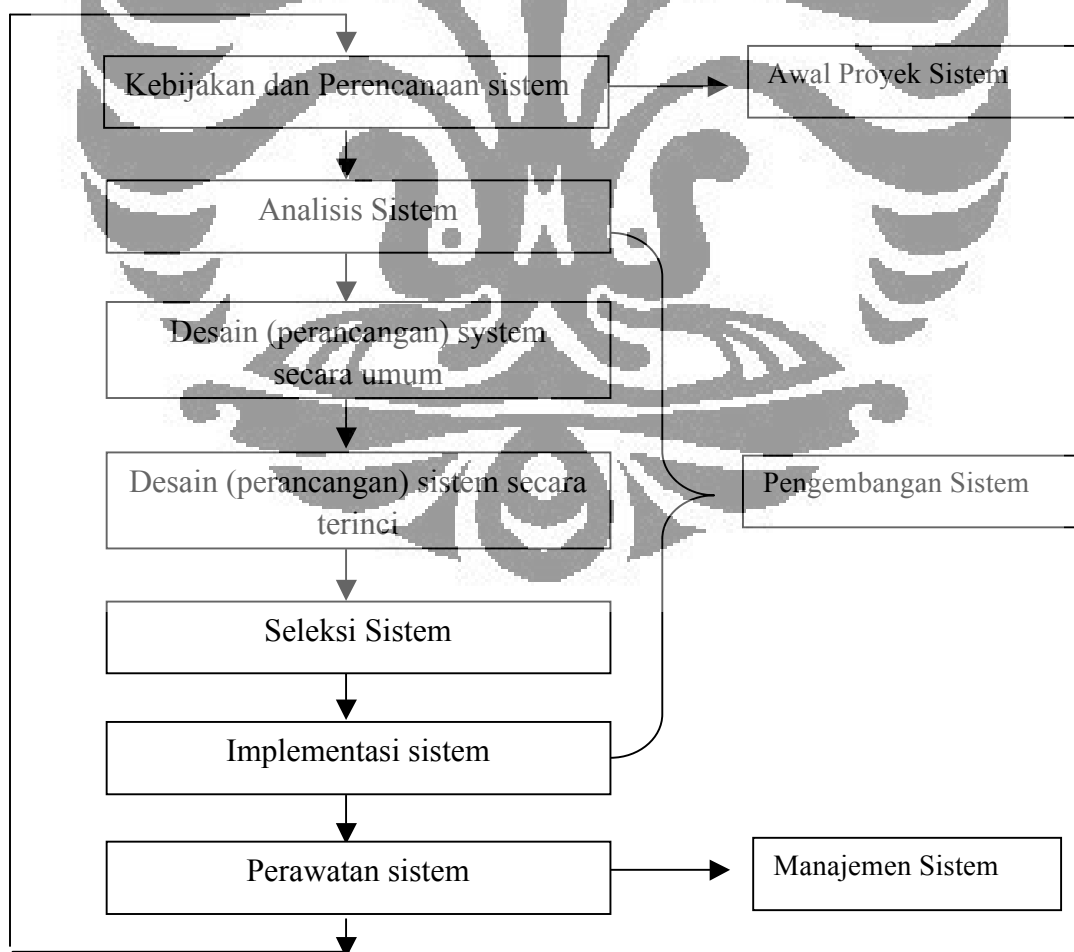 Kebijakan dan Perencanaan sistem
Awal Proyek Sistem
Analisis Sistem
Desain (perancangan) system
secara umum
Desain (perancangan) sistem secara
terinci
Pengembangan Sistem
Seleksi Sistem
Implementasi sistem
Perawatan sistem
Manajemen Sistem